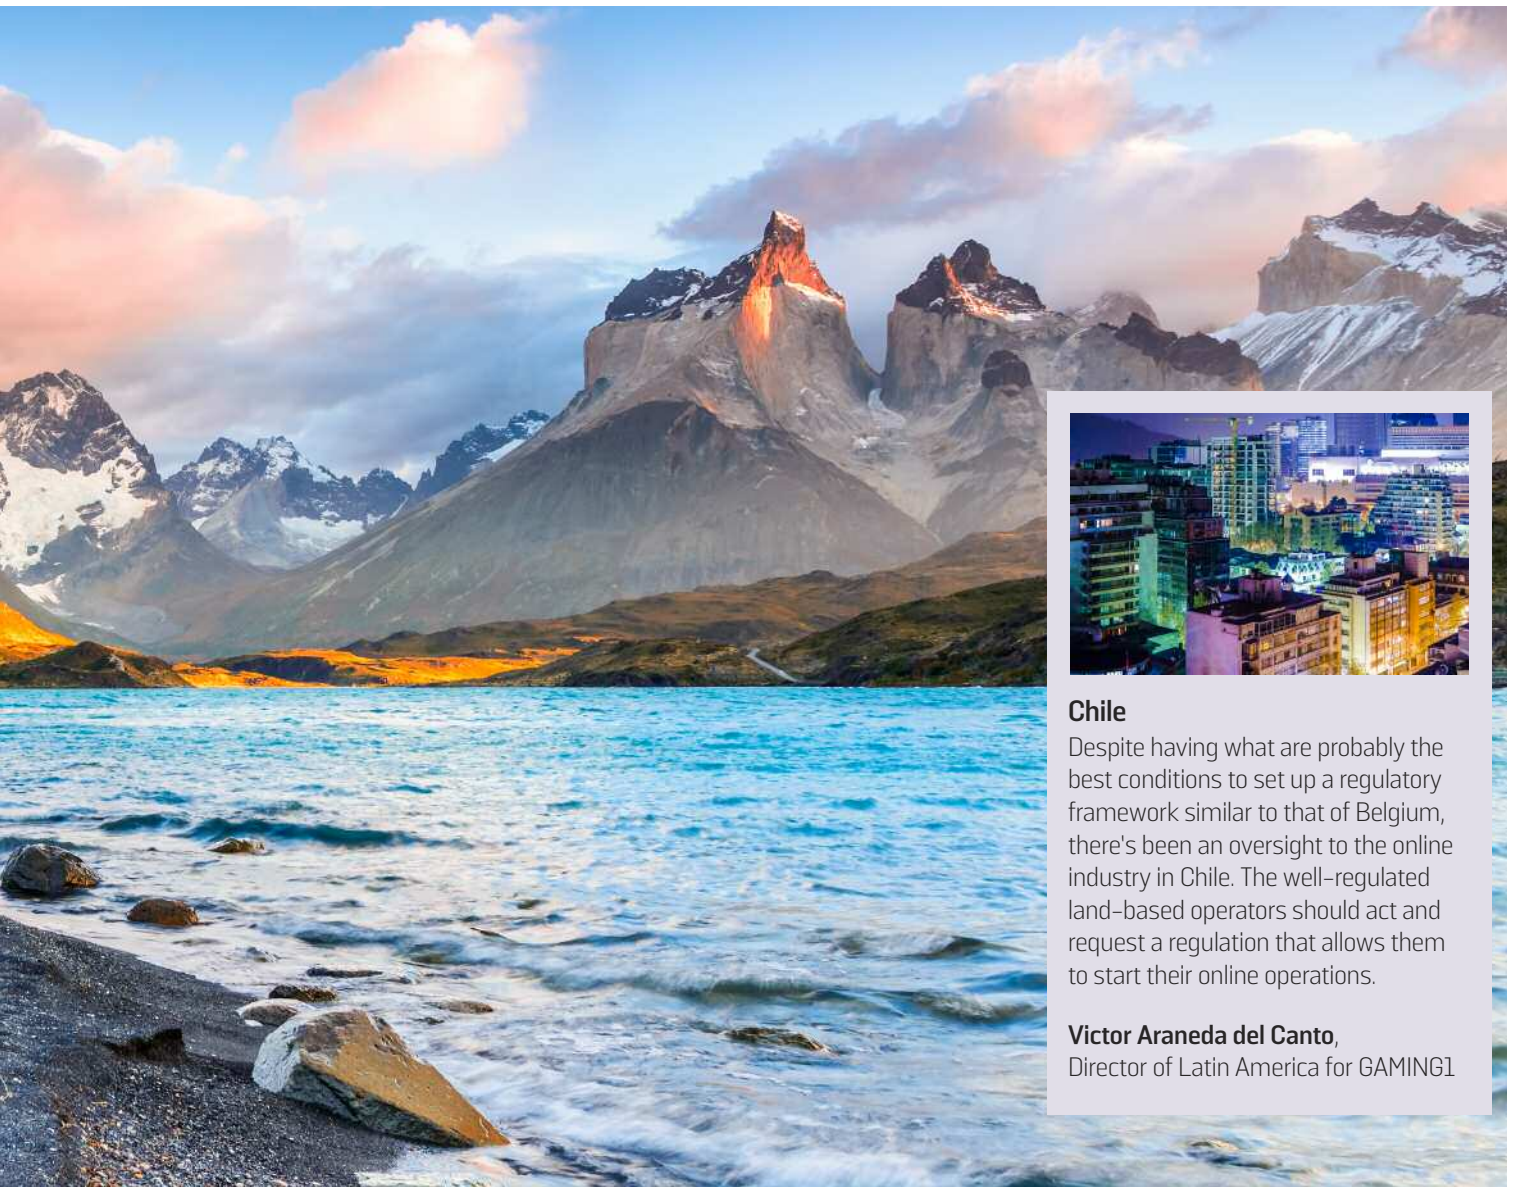 Chile
Despite having what are probably the
best conditions to set up a regulatory
framework similar to that of Belgium,
there's been an oversight to the online
industry in Chile. The well-regulated
land-based operators should act and
request a regulation that allows them
to start their online operations.
Victor Araneda del Canto,
Director of Latin America for GAMING1